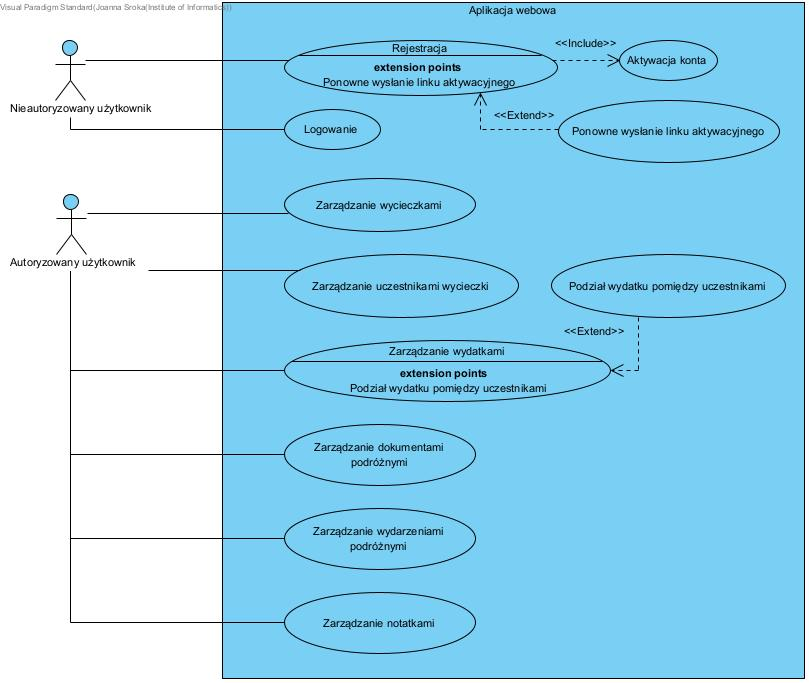 Visual Paradigm Standard(Joanna Sroka(Institute of Informatics))
Aplikacja webowa
Rejestracja
extension points
Ponowne wysłanie linku aktywacyjnego
<<Include>>
Aktywacja konta
Nieautoryzowany użytkownik
<<Extend>>
Logowanie
Ponowne wysłanie linku aktywacyjnego
Zarządzanie wycieczkami
Autoryzowany użytkownik
Zarządzanie uczestnikami wycieczki
Podział wydatku pomiędzy uczestnikami
<<Extend>>
Zarządzanie wydatkami
extension points
Podział wydatku pomiędzy uczestnikami
Zarządzanie dokumentami
podróżnymi
Zarządzanie wydarzeniami
podróżnymi
Zarządzanie notatkami